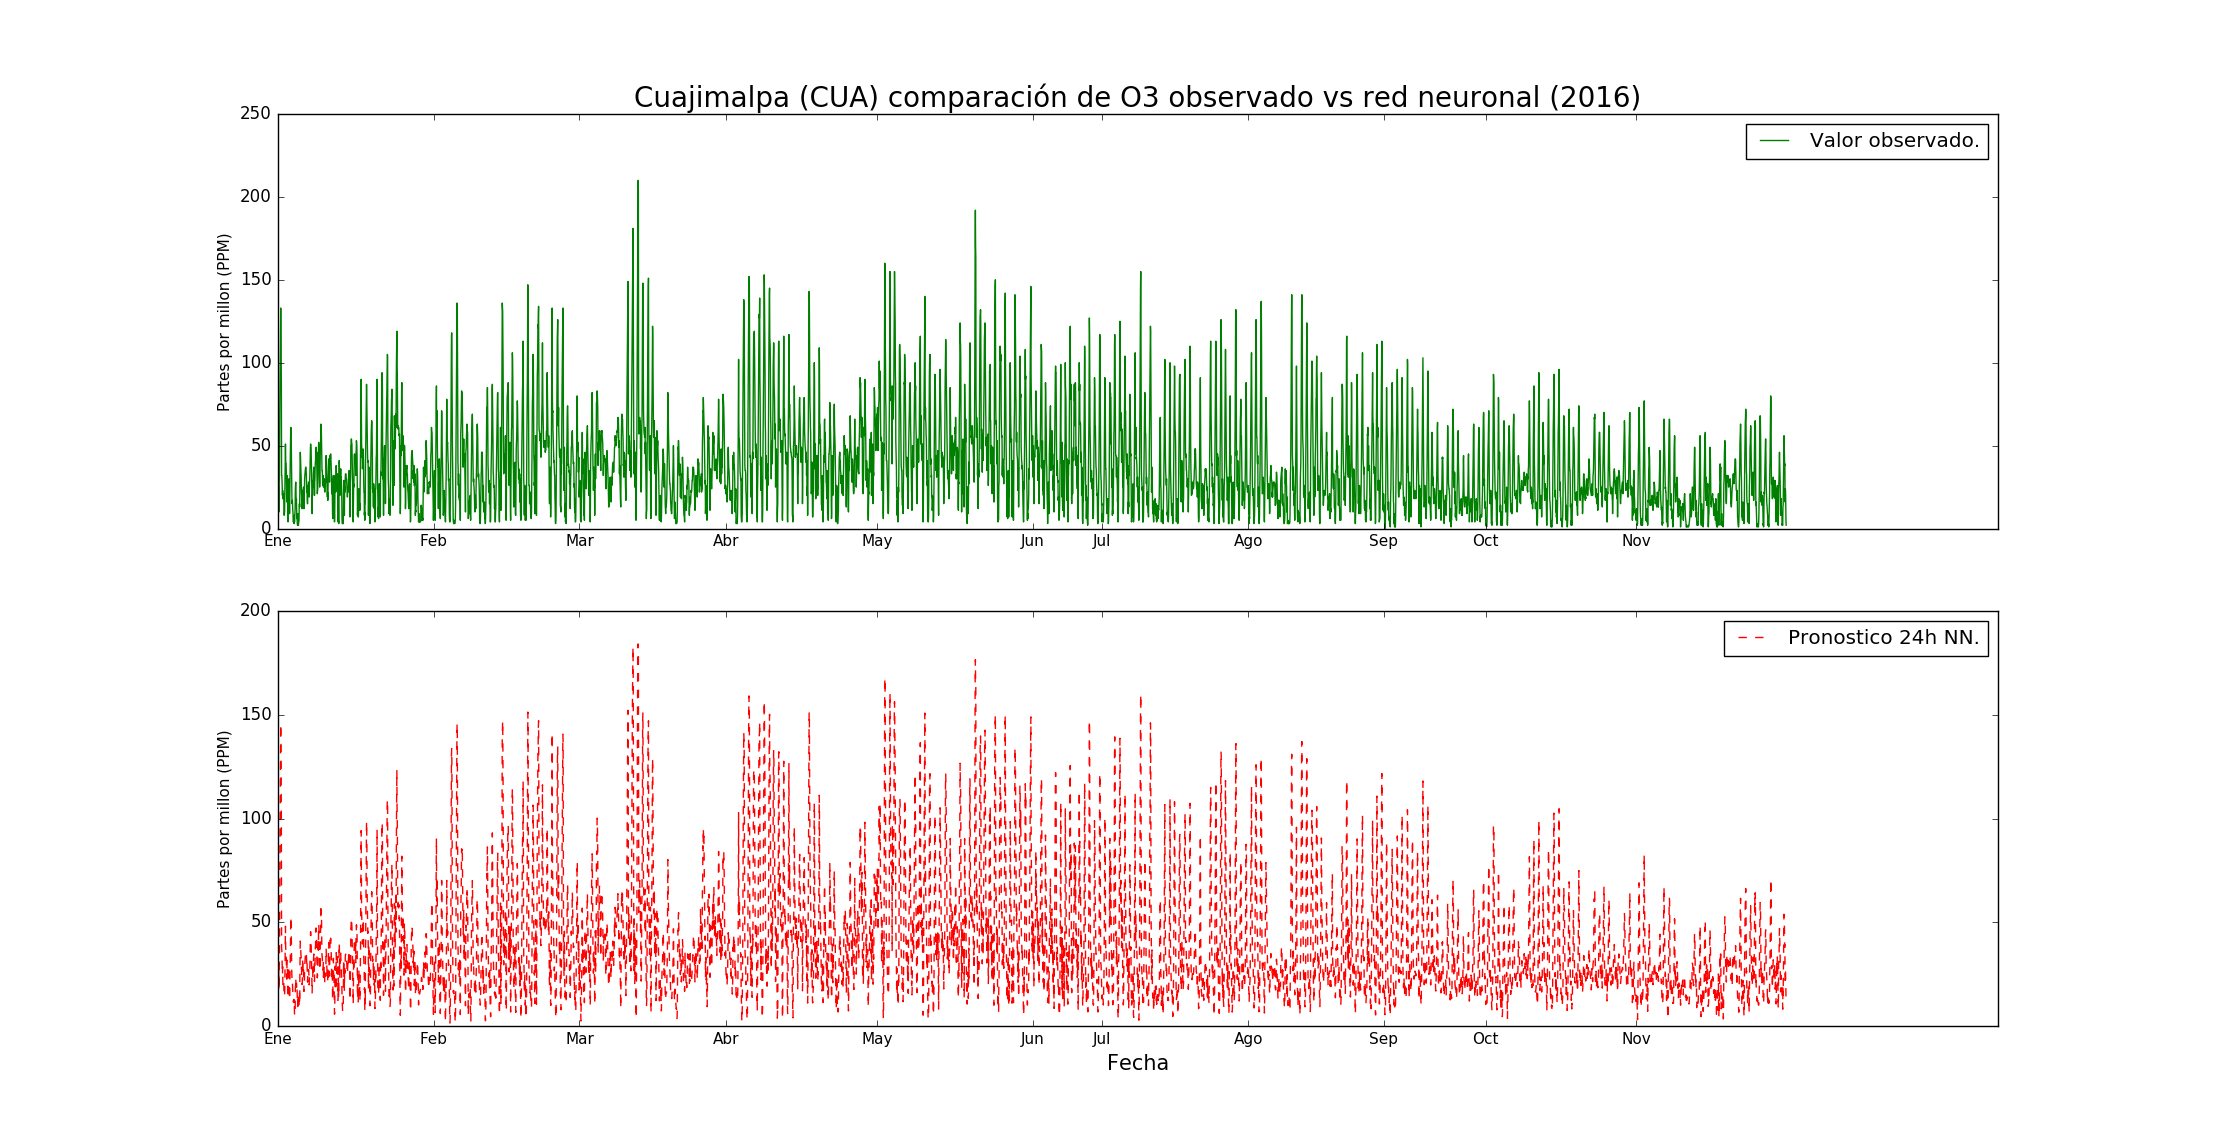 Cuajimalpa (CUA) comparación de O3 observado vs red neuronal (2016)
250
200
150
100
50
0
Partes por millon (PPM)
Valor observado.
Ene Feb Mar Abr May Jun Jul Ago Sep Oct Nov
200
150
100
50
0
Partes por millon (PPM)
Pronostico 24h NN.
Ene Feb Mar Abr May Jun Jul Ago Sep Oct Nov
Fecha